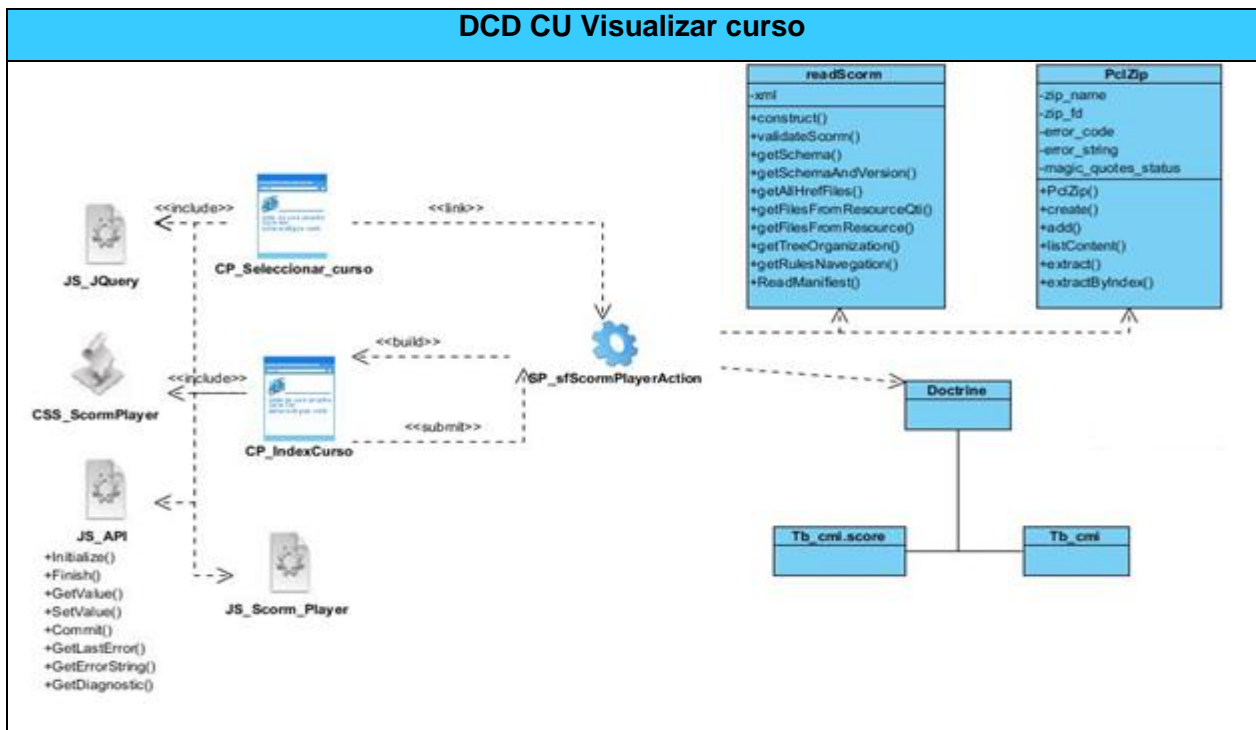 DCD CU Visualizar curso
readScorm
-xml
+construct()
+validateScorm()
+getSchema()
+getSchemaAndVersion()
+getAllHrefFiles()
+getFilesFromResourceQti()
+getFilesFromResource()
+getTreeOrganization()
+getRulesNavegation()
+ReadManifiest()
PclZip
-zip_name
-zip_fd
-error_code
-error_string
-magic_quotes_status
+PclZip()
+create()
+add()
+listContent()
+extract()
+extractByIndex()
<<include>>
<<link>>
JS_JQuery
CP_Seleccionar_curso
<<build>>
<<include>>
SP_sfScormPlayerAction
CSS_ScormPlayer
<<submit>>
CP_IndexCurso
Doctrine
JS_API
+Initialize()
+Finish()
+GetValue()
+SetValue()
+Commit()
+GetLastError()
+GetErrorString()
+GetDiagnostic()
JS_Scorm_Player
Tb_cmi.score
Tb_cmi